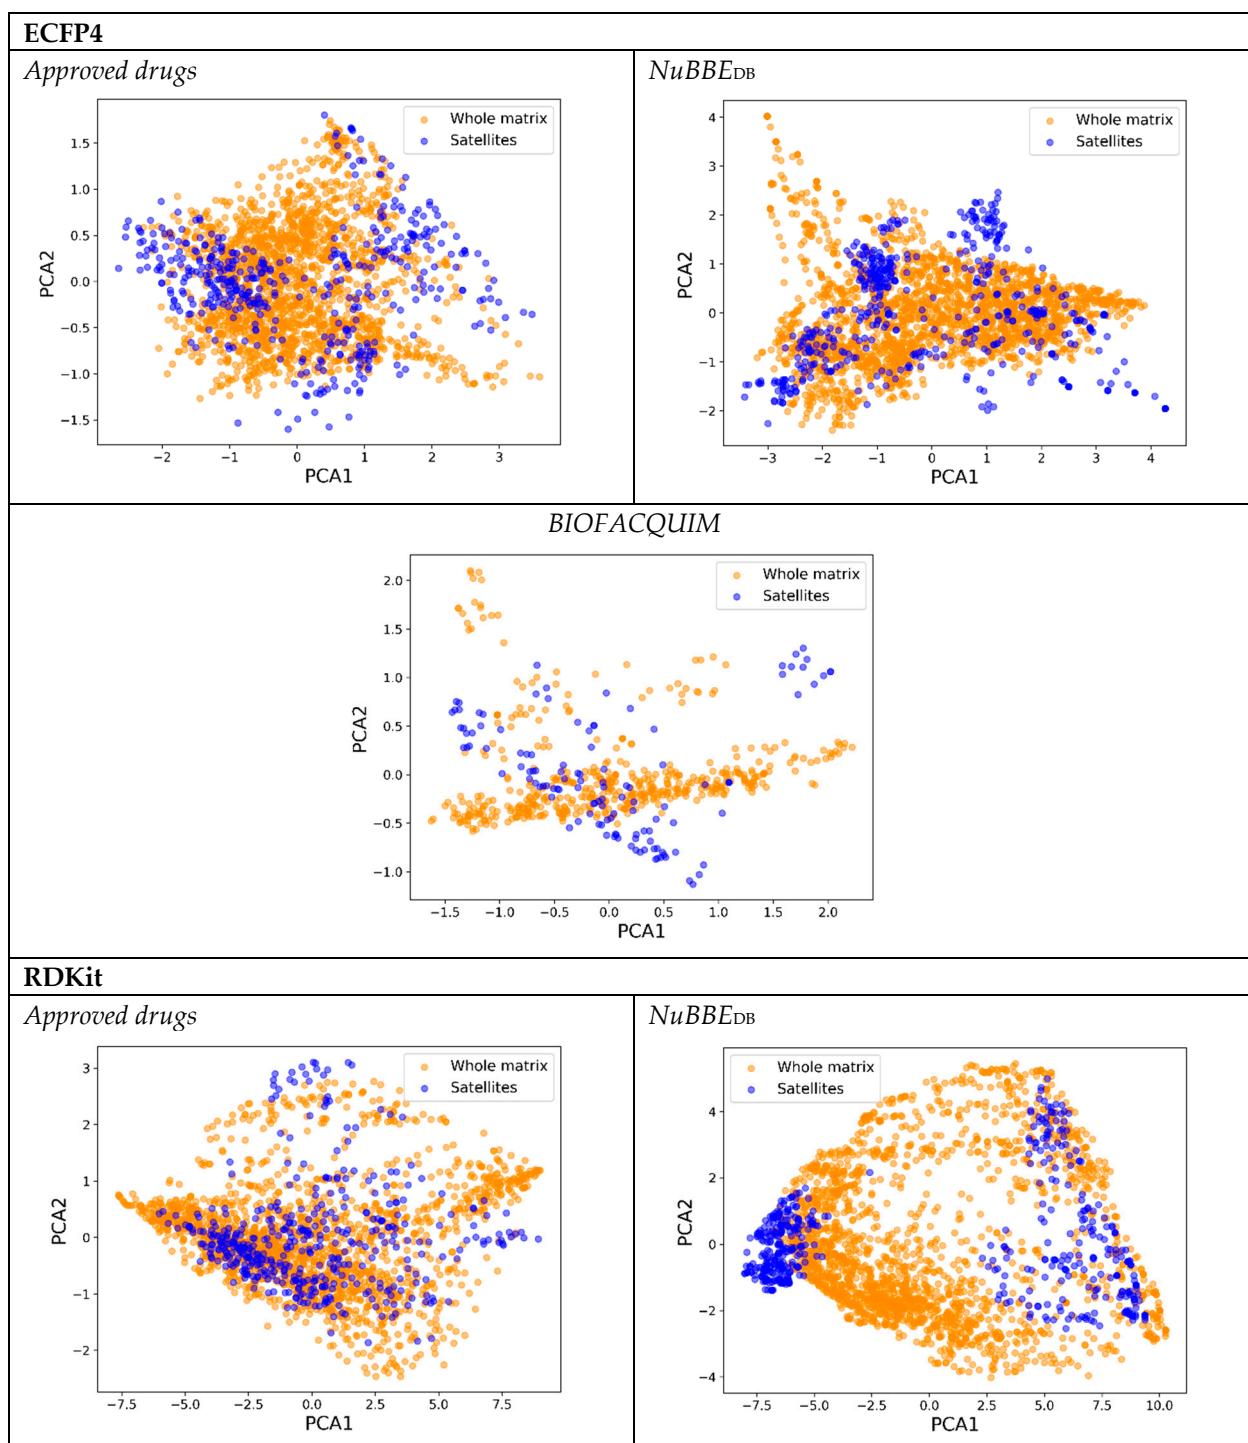 ECFP4
Approved drugs
NuBBEDB
Whole matrix
Satellites
1.5
1.0
0.5
0.0
−0.5
−1.0
−1.5
PCA2
−2
−1
0
1
2
3
PCA1
Whole matrix
Satellites
4
3
2
1
0
−1
−2
PCA2
−3
−2
−1
0
1
2
3
4
PCA1
BIOFACQUIM
Whole matrix
Satellites
2.0
1.5
1.0
0.5
0.0
−0.5
−1.0
PCA2
−1.5
−1.0
−0.5
0.0
0.5
1.0
1.5
2.0
PCA1
RDKit
Approved drugs
NuBBEDB
Whole matrix
Satellites
3
2
1
0
−1
−2
PCA2
−7.5
−5.0
−2.5
0.0
2.5
5.0
7.5
PCA1
Whole matrix
Satellites
4
2
0
−2
−4
PCA2
−7.5
−5.0
−2.5
0.0
2.5
5.0
7.5
10.0
PCA1